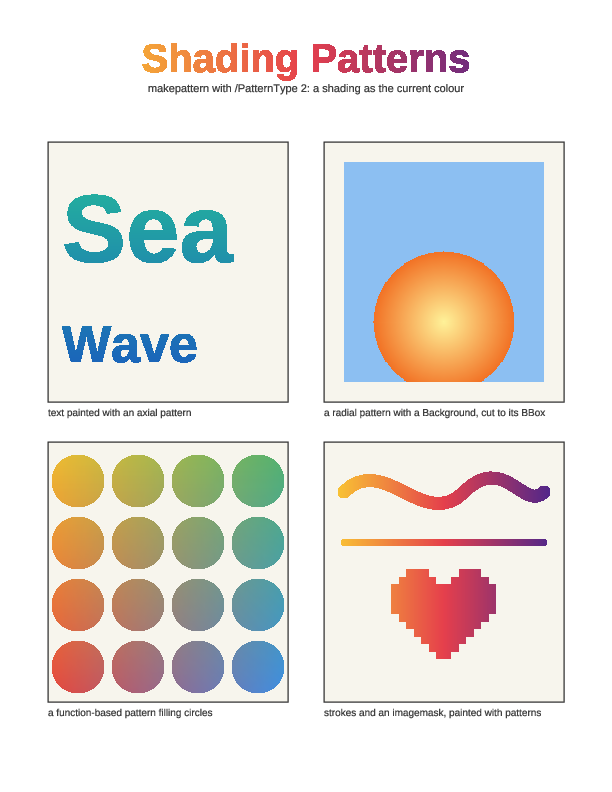 Shading Patterns
makepattern with /PatternType 2: a shading as the current colour
Sea
Wave
text painted with an axial pattern
a radial pattern with a Background, cut to its BBox
a function-based pattern filling circles
strokes and an imagemask, painted with patterns